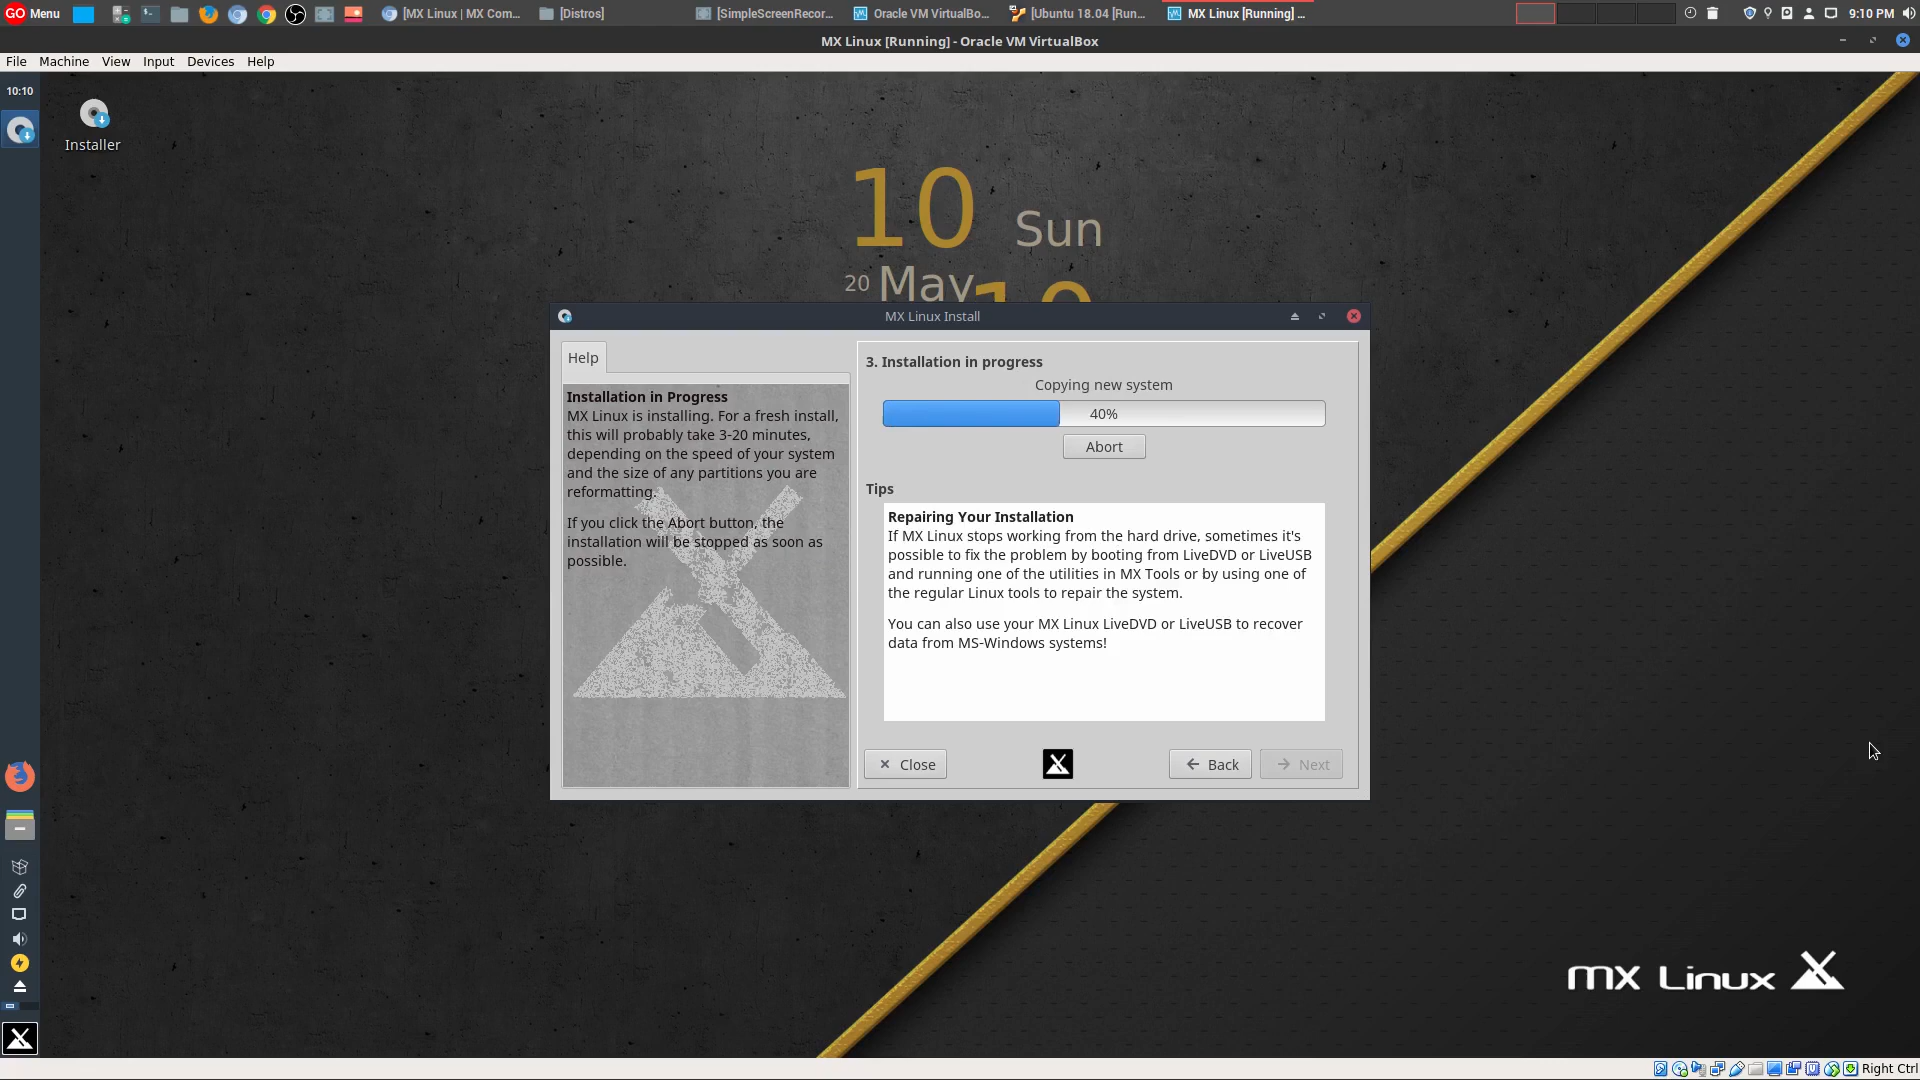 GO Menu
[MX Linux | MX Com...
[Distros]
[SimpleScreenRecor...
Oracle VM VirtualBo...
[Ubuntu 18.04 [Run...
MX Linux [Running] ...
9:10 PM
MX Linux [Running] - Oracle VM VirtualBox
File Machine View Input Devices Help
10:10
Installer
10 Sun
20 May
10
MX Linux Install
Help
Installation in Progress
MX Linux is installing. For a fresh install,
this will probably take 3-20 minutes,
depending on the speed of your system
and the size of any partitions you are
reformatting.
If you click the Abort button, the
installation will be stopped as soon as
possible.
3. Installation in progress
Copying new system
40%
Abort
Tips
Repairing Your Installation
If MX Linux stops working from the hard drive, sometimes it's
possible to fix the problem by booting from LiveDVD or LiveUSB
and running one of the utilities in MX Tools or by using one of
the regular Linux tools to repair the system.
You can also use your MX Linux LiveDVD or LiveUSB to recover
data from MS-Windows systems!
Close
Back
Next
mx Linux
Right Ctrl